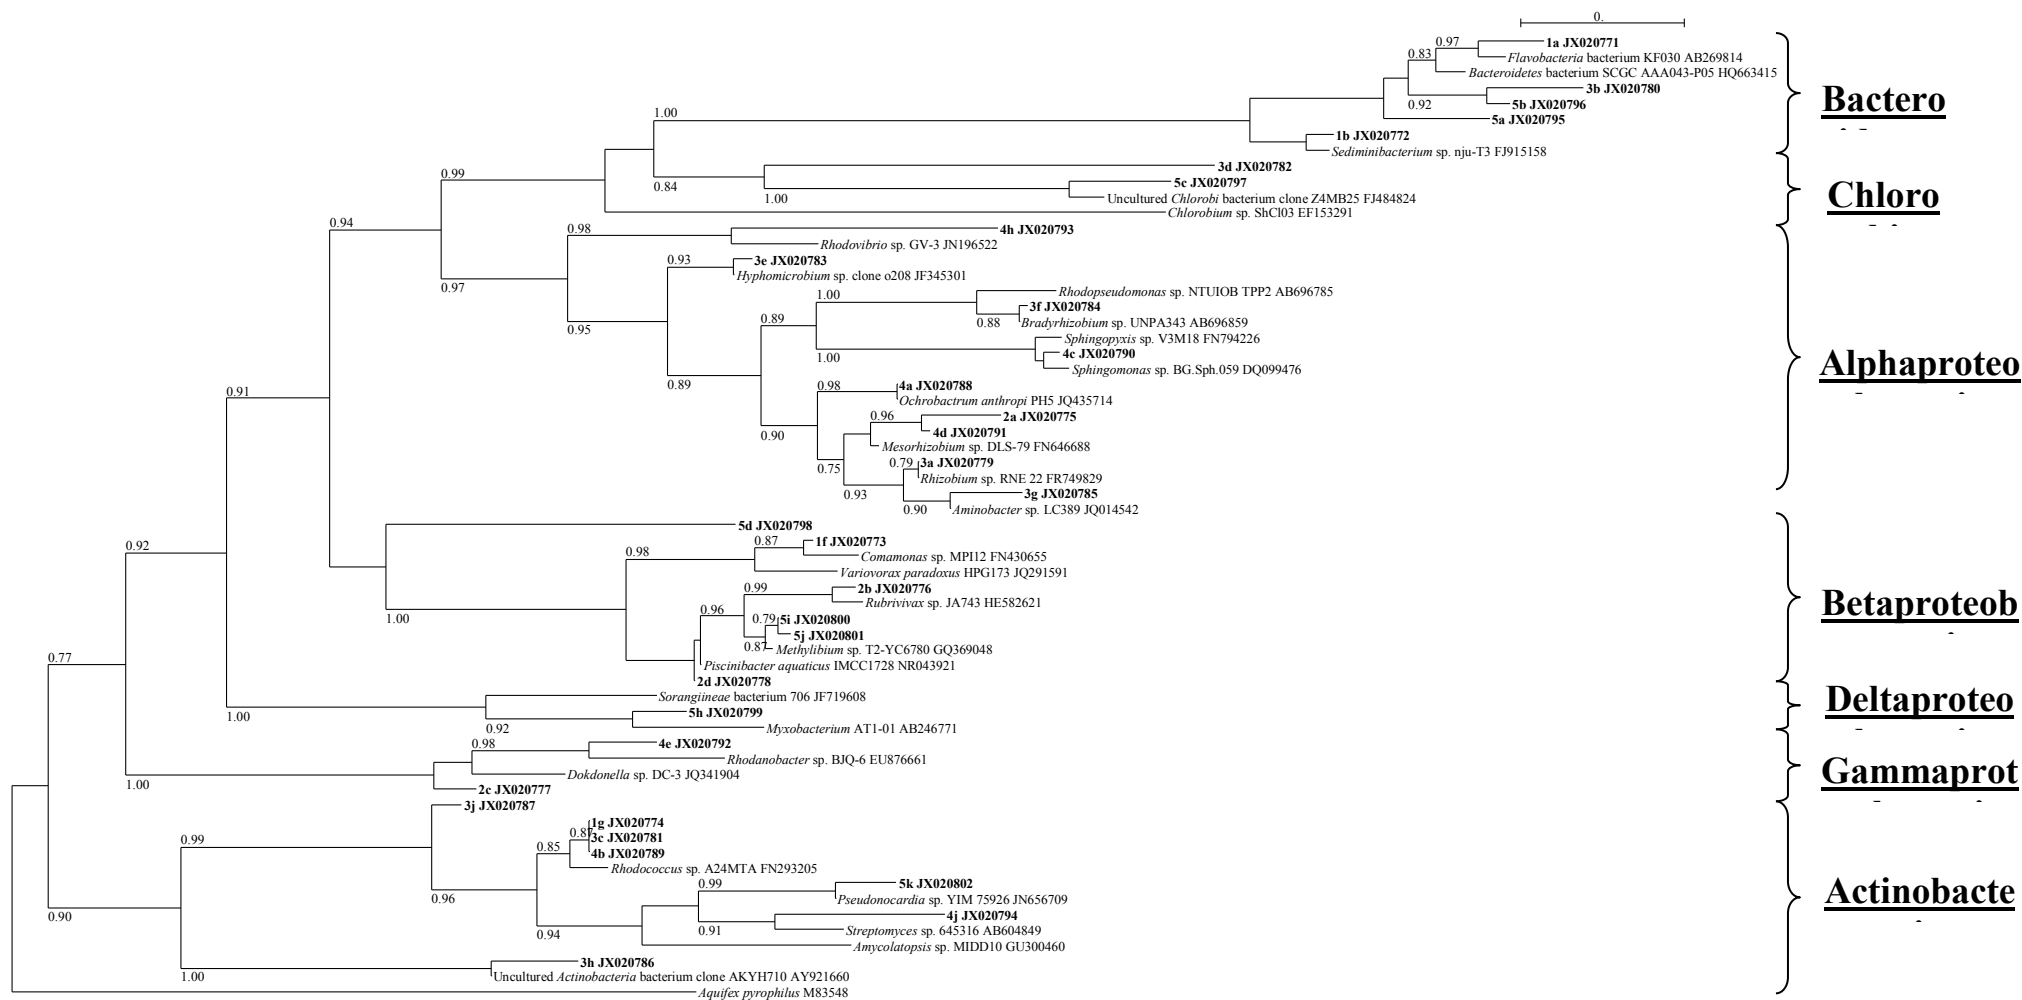 0.
0.97
1a JX020771
0.83
Flavobacteria bacterium KF030 AB269814
Bacteroidetes bacterium SCGC AAA043-P05 HQ663415
3b JX020780
0.92
5b JX020796
Bactero
1.00
5a JX020795
1b JX020772
Sediminibacterium sp. nju-T3 FJ915158
3d JX020782
0.99
0.84
5c JX020797
1.00
Uncultured Chlorobi bacterium clone Z4MB25 FJ484824
Chloro
Chlorobium sp. ShCl03 EF153291
0.94
0.98
4h JX020793
Rhodovibrio sp. GV-3 JN196522
0.93
3e JX020783
Hyphomicrobium sp. clone o208 JF345301
0.97
1.00
Rhodopseudomonas sp. NTUIOB TPP2 AB696785
3f JX020784
0.89
0.88
Bradyrhizobium sp. UNPA343 AB696859
0.95
Sphingopyxis sp. V3M18 FN794226
1.00
4c JX020790
Sphingomonas sp. BG.Sph.059 DQ099476
Alphaproteo
0.89
0.98
4a JX020788
0.91
Ochrobactrum anthropi PH5 JQ435714
0.96
2a JX020775
0.90
4d JX020791
Mesorhizobium sp. DLS-79 FN646688
0.75
0.79
3a JX020779
Rhizobium sp. RNE 22 FR749829
0.93
3g JX020785
0.90
Aminobacter sp. LC389 JQ014542
5d JX020798
0.92
0.98
0.87
1f JX020773
Comamonas sp. MPI12 FN430655
Variovorax paradoxus HPG173 JQ291591
0.99
2b JX020776
Rubrivivax sp. JA743 HE582621
Betaproteob
1.00
0.96
0.79
5i JX020800
5j JX020801
0.87
Methylibium sp. T2-YC6780 GQ369048
0.77
Piscinibacter aquaticus IMCC1728 NR043921
2d JX020778
Sorangiineae bacterium 706 JF719608
Deltaproteo
1.00
5h JX020799
0.92
Myxobacterium AT1-01 AB246771
0.98
4e JX020792
Rhodanobacter sp. BJQ-6 EU876661
Dokdonella sp. DC-3 JQ341904
Gammaprot
1.00
2c JX020777
3j JX020787
0.99
0.87
1g JX020774
3c JX020781
0.85
4b JX020789
Rhodococcus sp. A24MTA FN293205
0.99
5k JX020802
0.96
Pseudonocardia sp. YIM 75926 JN656709
Actinobacte
0.90
4j JX020794
0.94
0.91
Streptomyces sp. 645316 AB604849
Amycolatopsis sp. MIDD10 GU300460
3h JX020786
1.00
Uncultured Actinobacteria bacterium clone AKYH710 AY921660
Aquifex pyrophilus M83548